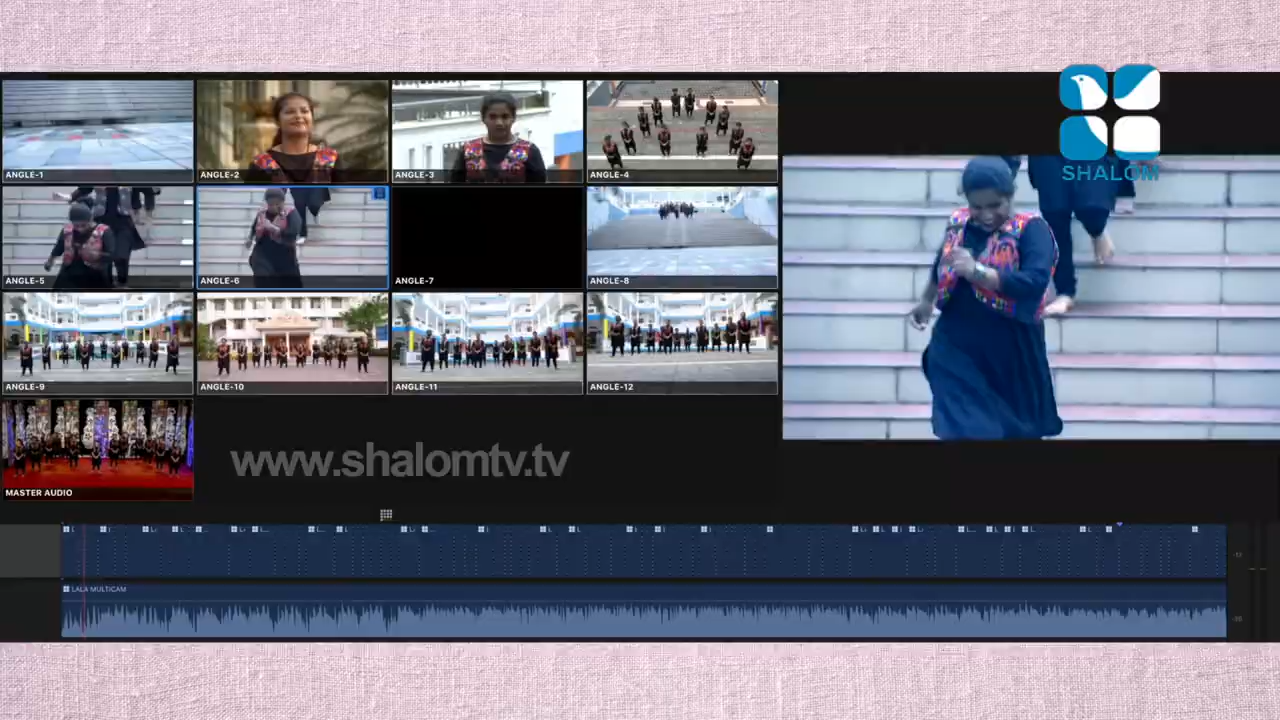 ANGLE-1
ANGLE-2
ANGLE-3
ANGLE-4
SHALOM
ANGLE-5
ANGLE-6
ANGLE-7
ANGLE-8
ANGLE-9
ANGLE-10
ANGLE-11
ANGLE-12
MASTER AUDIO
www.shalomtv.tv
LALA MULTICAM